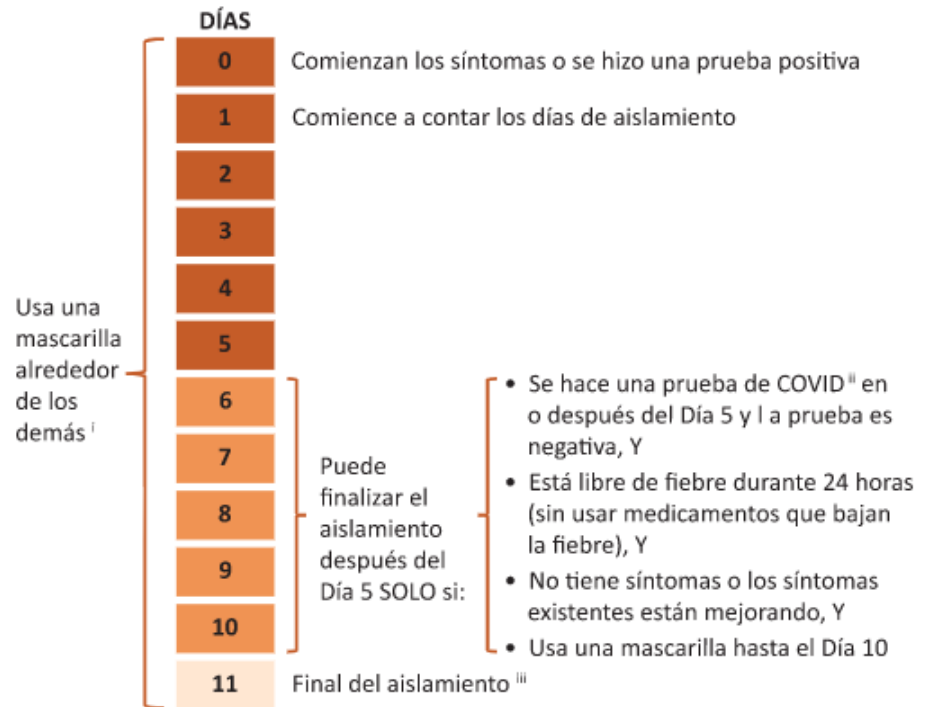 DÍAS
0 Comienzan los síntomas o se hizo una prueba positiva
1 Comience a contar los días de aislamiento
2
3
4
5
6
7
8
9
10
11 Final del aislamiento iii
Usa una
mascarilla
alrededor
de los
demás i
Puede
finalizar el
aislamiento
después del
Día 5 SOLO si:
• Se hace una prueba de COVID ii en
o después del Día 5 y l a prueba es
negativa, Y
• Está libre de fiebre durante 24 horas
(sin usar medicamentos que bajan
la fiebre), Y
• No tiene síntomas o los síntomas
existentes están mejorando, Y
• Usa una mascarilla hasta el Día 10